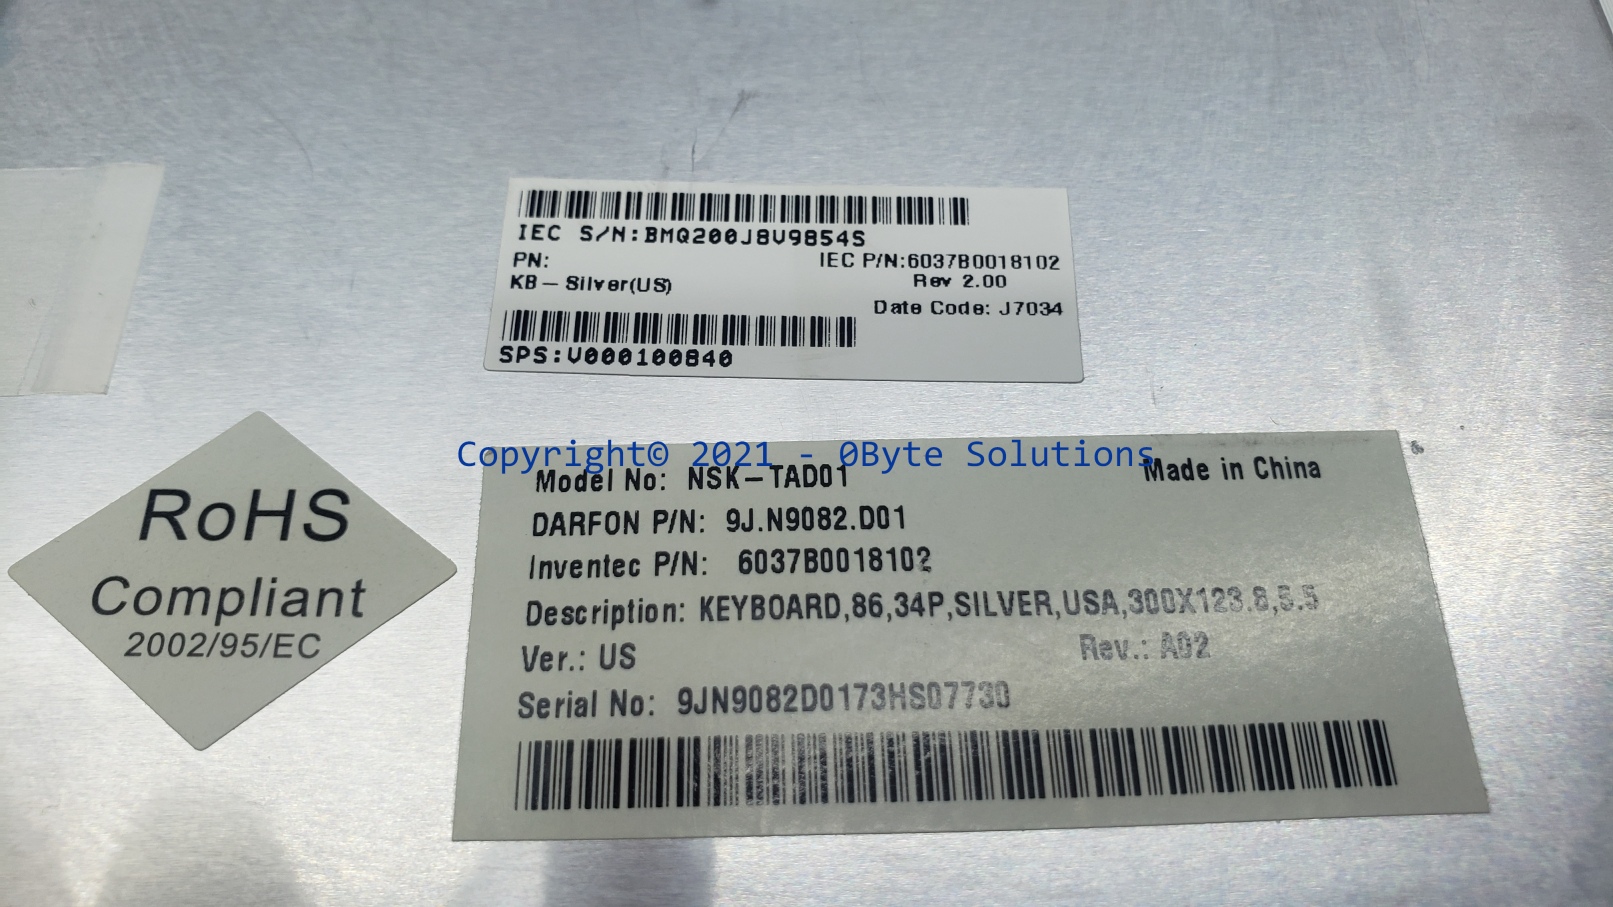 IEC S/N:BMQ200J8V9854S
PN:
IEC P/N:6037B0018102
KB-Silver(US)
Rev 2.00
Date Code: J7034
SPS:V000100840
Copyright© 2021 - 0Byte Solutions
RoHS
Compliant
2002/95/EC
Model No: NSK-TAD01
Made in China
DARFON P/N: 9J.N9082.D01
Inventec P/N: 6037B0018102
Description: KEYBOARD,86,34P,SILVER,USA,300X123.8,5.5
Ver.: US
Rev.: A02
Serial No: 9JN9082D0173HS07730